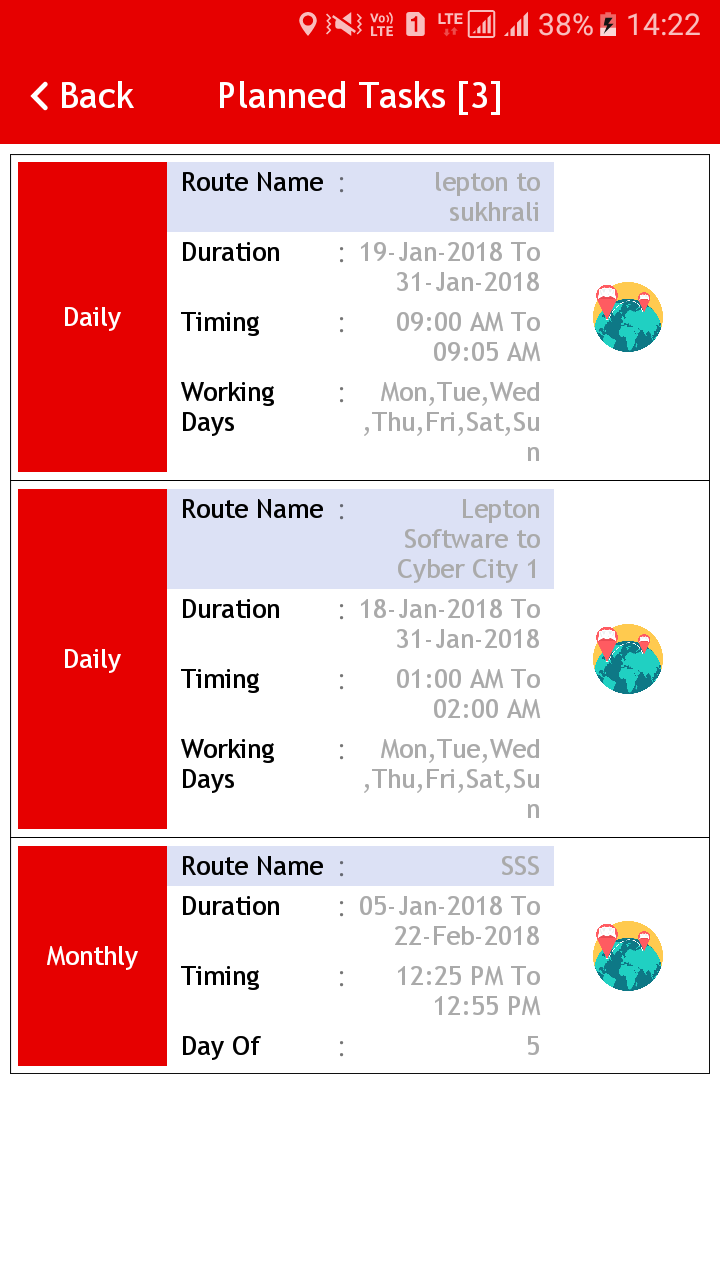 Vo))
LTE
1
LTE
38%
14:22
Back
Planned Tasks [3]
Daily
Route Name : lepton to
sukhrali
Duration : 19-Jan-2018 To
31-Jan-2018
Timing : 09:00 AM To
09:05 AM
Working : Mon,Tue,Wed
Days ,Thu,Fri,Sat,Su
n
Daily
Route Name : Lepton
Software to
Cyber City 1
Duration : 18-Jan-2018 To
31-Jan-2018
Timing : 01:00 AM To
02:00 AM
Working : Mon,Tue,Wed
Days ,Thu,Fri,Sat,Su
n
Monthly
Route Name : SSS
Duration : 05-Jan-2018 To
22-Feb-2018
Timing : 12:25 PM To
12:55 PM
Day Of : 5